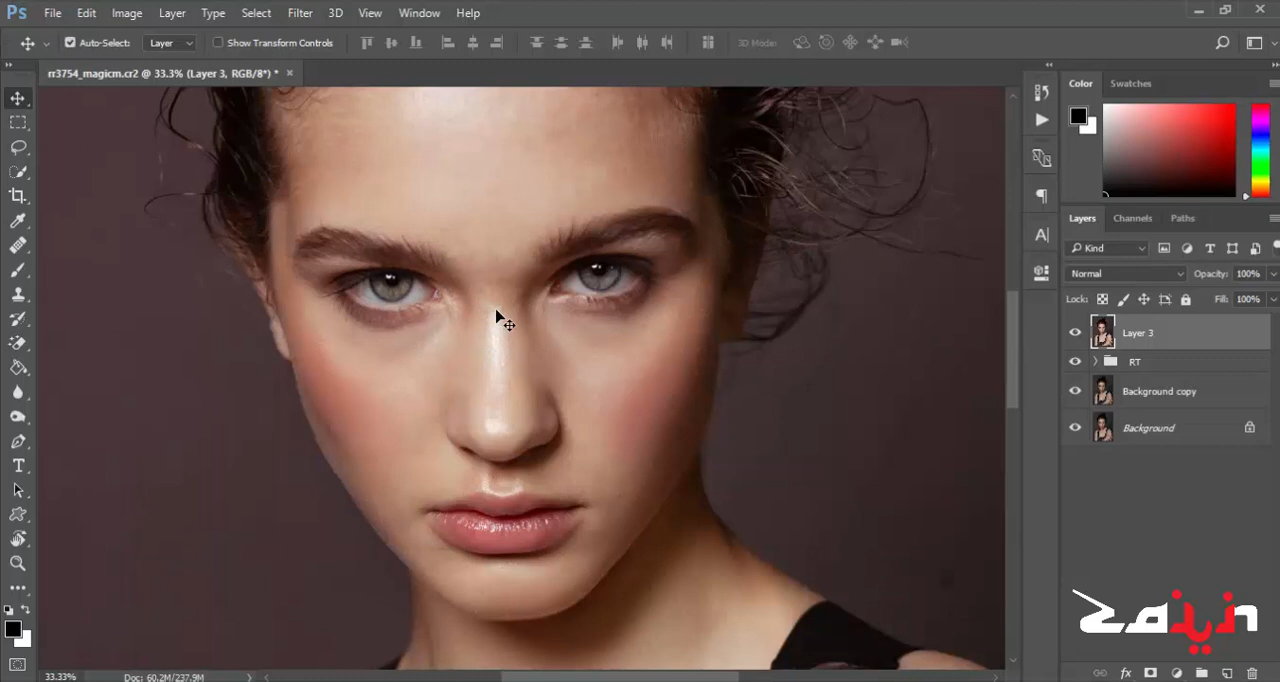 Ps File Edit Image Layer Type Select Filter 3D View Window Help
Auto-Select: Layer Show Transform Controls 3D Mode:
rr3754_magicm.cr2 @ 33.3% (Layer 3, RGB/8*) *
Color Swatches
Layers Channels Paths
Kind
Normal Opacity: 100%
Lock: Fill: 100%
Layer 3
RT
Background copy
Background
33.33% Doc: 60.2M/237.9M